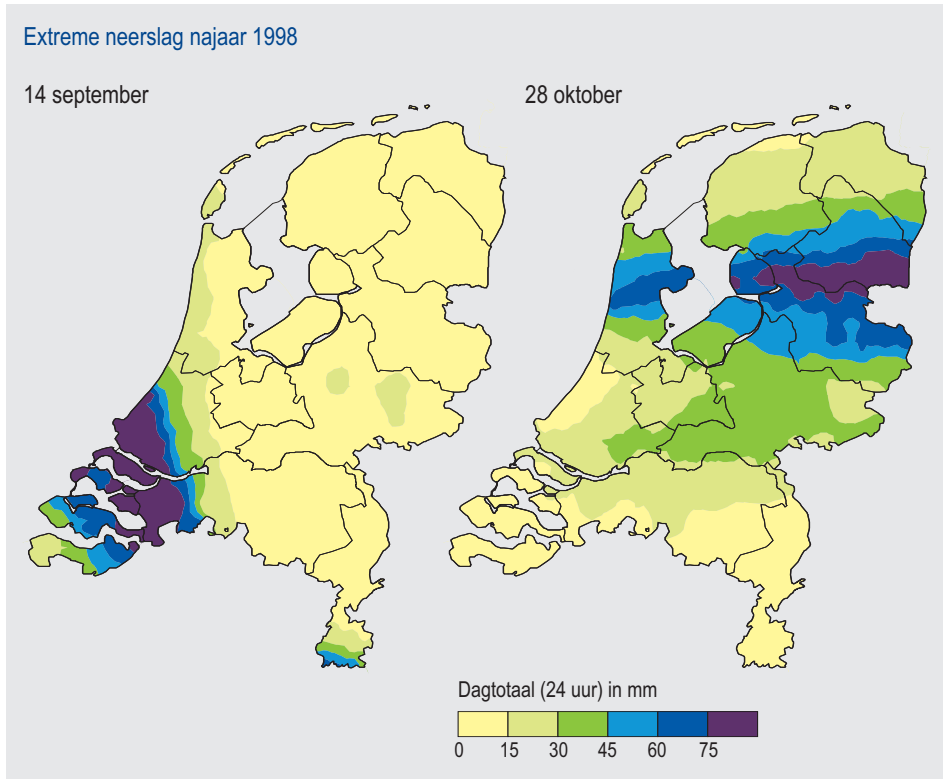 Extreme neerslag najaar 1998
14 september
28 oktober
Dagtotaal (24 uur) in mm
0 15 30 45 60 75